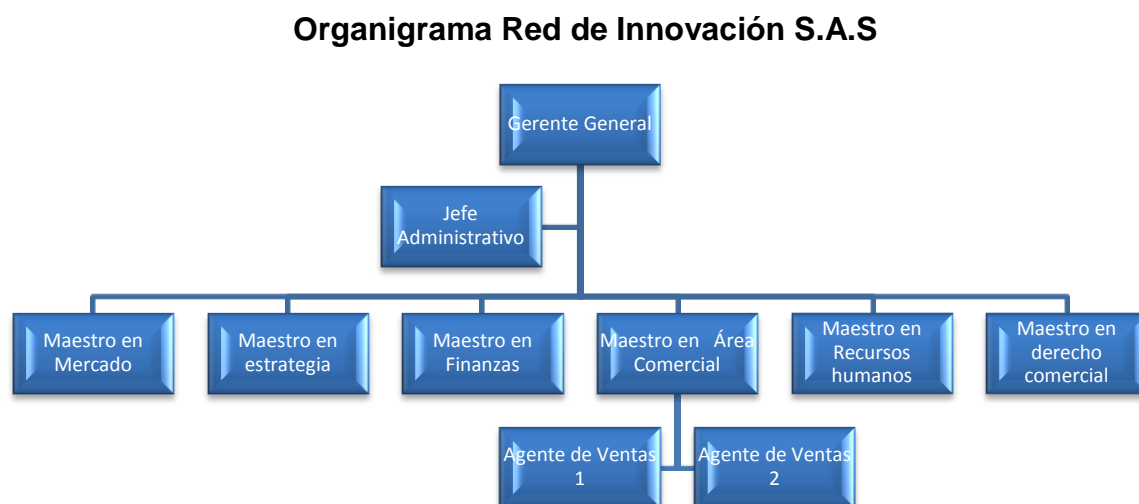 Organigrama Red de Innovación S.A.S
Gerente General
Jefe
Administrativo
Maestro en
Mercado
Maestro en
estrategia
Maestro en
Finanzas
Maestro en Área
Comercial
Maestro en
Recursos
humanos
Maestro en
derecho
comercial
Agente de Ventas
1
Agente de Ventas
2